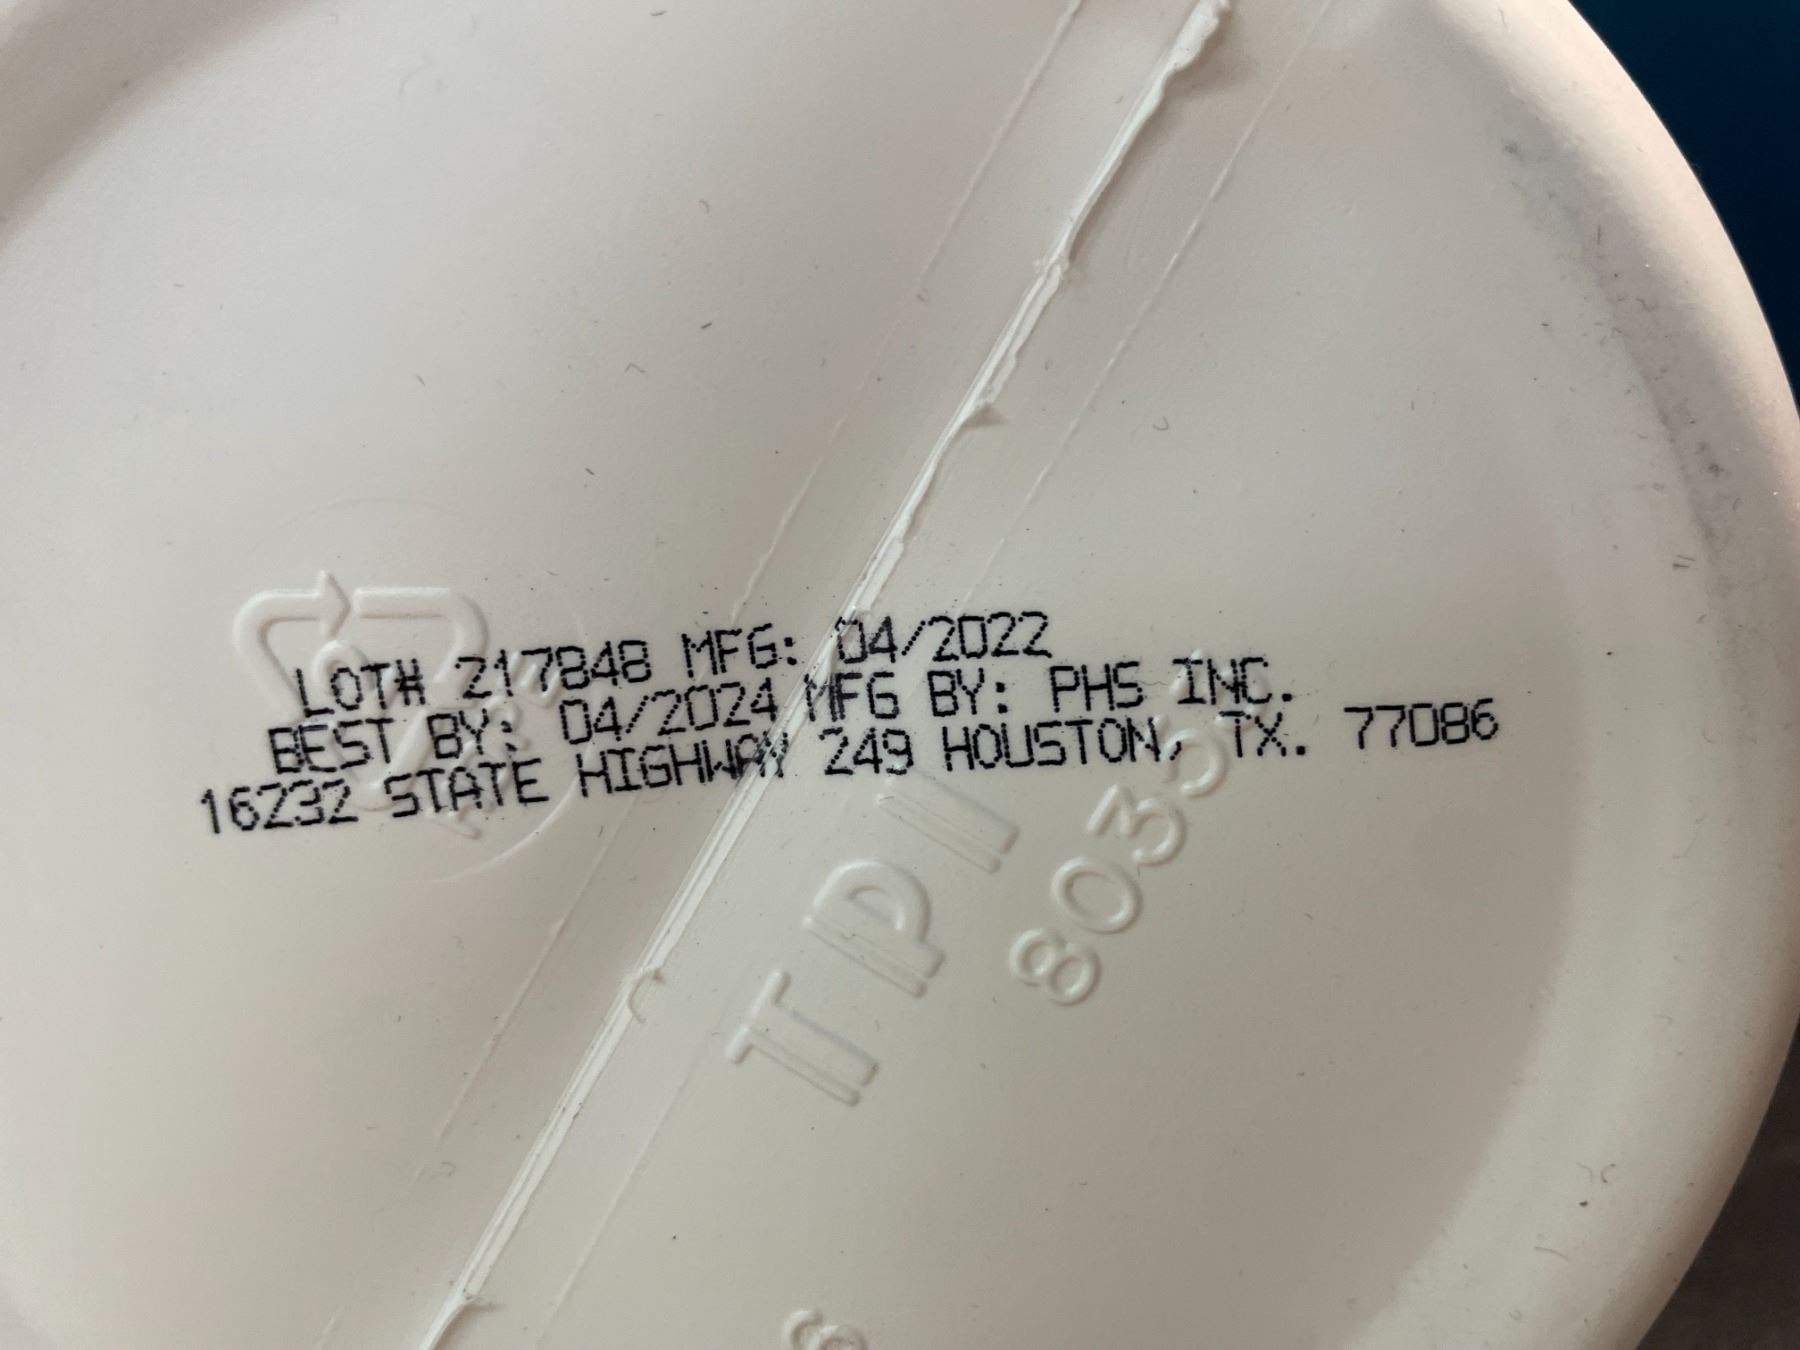 LOT# 217848 MFG: 04/2022
BEST BY: 04/2024 MFG BY: PHS INC.
16232 STATE HIGHWAY 249 HOUSTON, TX. 77086
TPI